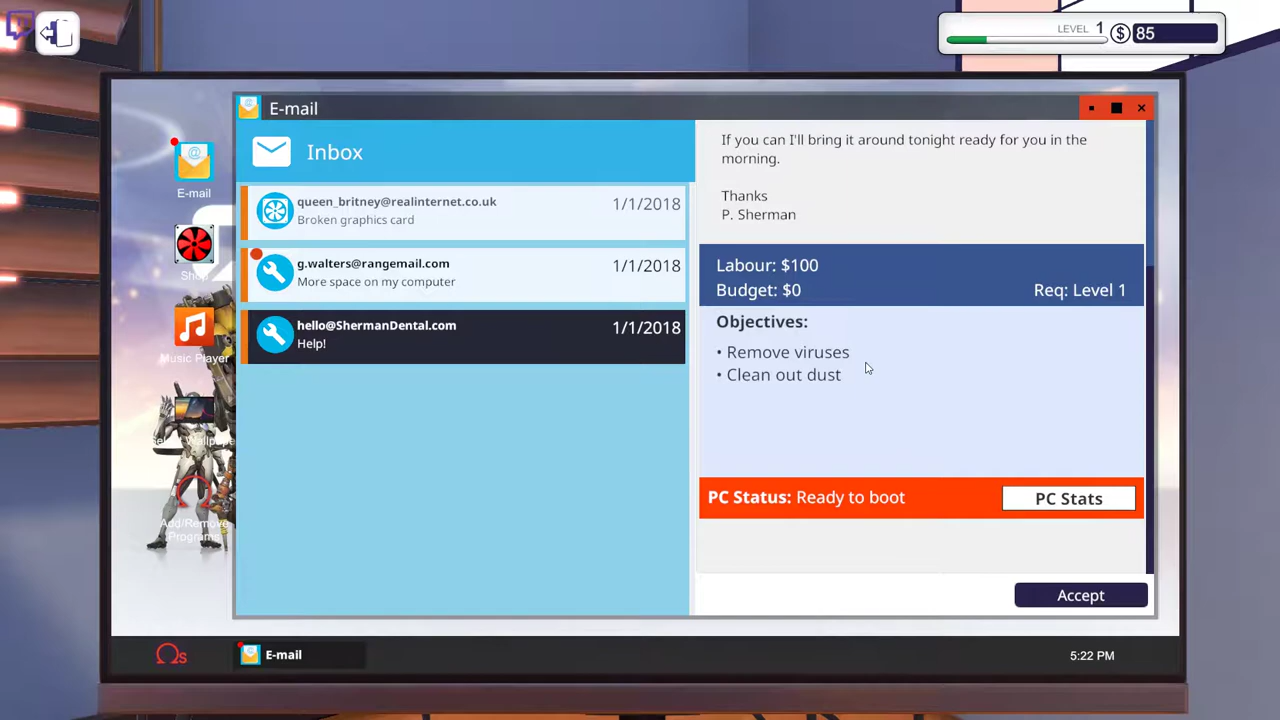 LEVEL 1
$ 85
E-mail
Inbox
queen_britney@realinternet.co.uk 1/1/2018
Broken graphics card
g.walters@rangemail.com 1/1/2018
More space on my computer
hello@ShermanDental.com 1/1/2018
Help!
If you can I'll bring it around tonight ready for you in the
morning.
Thanks
P. Sherman
Labour: $100
Budget: $0 Req: Level 1
Objectives:
• Remove viruses
• Clean out dust
PC Status: Ready to boot PC Stats
Accept
E-mail
Music Player
Add/Remove
Programs
Ωs E-mail 5:22 PM